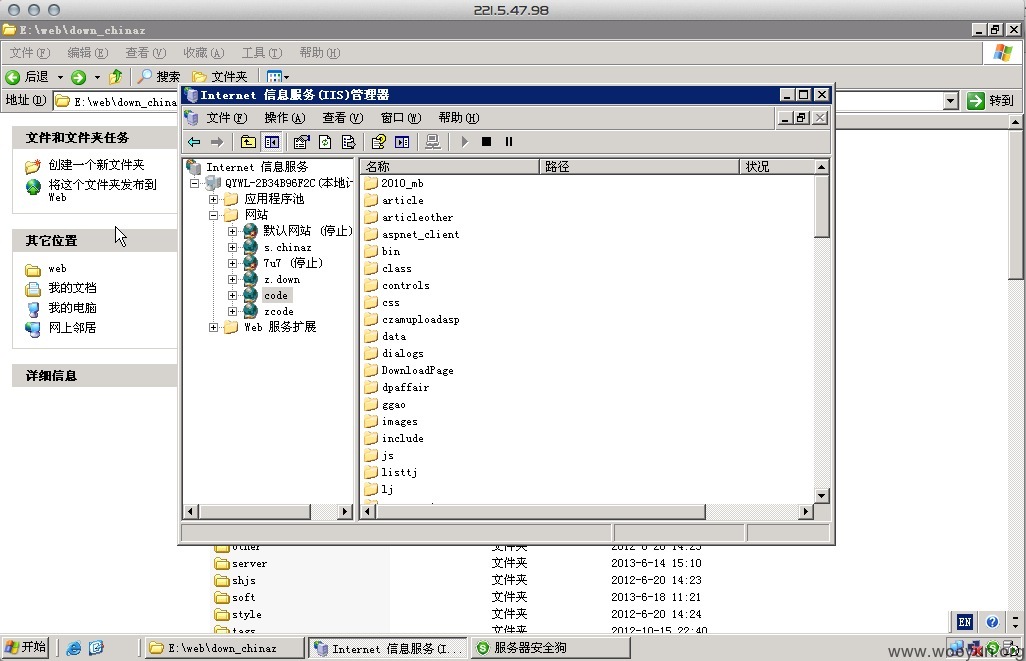 221.5.47.98
E:\web\down_chinaz
文件(F) 编辑(E) 查看(V) 收藏(A) 工具(T) 帮助(H)
后退 搜索 文件夹
地址(D) E:\web\down_china 转到
文件和文件夹任务
创建一个新文件夹
将这个文件夹发布到
Web
其它位置
web
我的文档
我的电脑
网上邻居
详细信息
Internet 信息服务(IIS)管理器
文件(F) 操作(A) 查看(V) 窗口(W) 帮助(H)
Internet 信息服务
QYWL-2B34B96F2C(本地计
应用程序池
网站
默认网站 (停止)
s.chinaz
7u7 (停止)
z.down
code
zcode
Web 服务扩展
名称 路径 状况
2010_mb
article
articleother
aspnet_client
bin
class
controls
css
czamuploadasp
data
dialogs
DownloadPage
dpaffair
ggao
images
include
js
listtj
lj
other 文件夹 2012-6-20 14:23
server 文件夹 2013-6-14 15:10
shjs 文件夹 2012-6-20 14:23
soft 文件夹 2013-6-18 11:21
style 文件夹 2012-6-20 14:24
tags 文件夹 2012-10-15 22:40
EN
开始 E:\web\down_chinaz Internet 信息服务(I... 服务器安全狗
www.wooyun.org